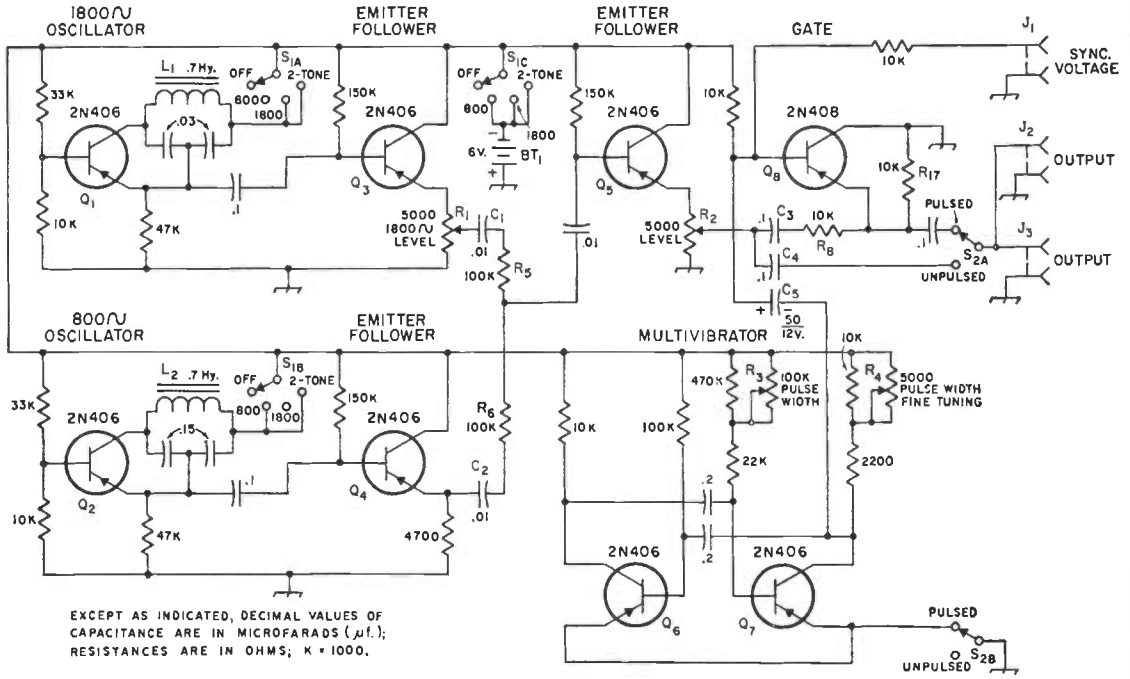 1800∿ OSCILLATOR
EMITTER FOLLOWER
EMITTER FOLLOWER
GATE
J1
SYNC. VOLTAGE
10K
L1 .7 Hy.
OFF
S1A
2-TONE
6000
1800
33K
2N406
.03
Q1
10K
47K
.1
150K
2N406
Q3
5000
1800∿
LEVEL
R1
C1
.01
R5
100K
OFF
S1C
2-TONE
800
1800
6V.
BT1
150K
2N406
Q5
.01
R2
5000
LEVEL
10K
2N408
Q8
10K
R17
.1
C3
10K
R8
C4
.1
C5
+
50
12V.
.1
PULSED
S2A
UNPULSED
J2
OUTPUT
J3
OUTPUT
800∿ OSCILLATOR
EMITTER FOLLOWER
MULTIVIBRATOR
L2 .7 Hy.
OFF
S1B
2-TONE
800
1800
33K
2N406
.15
Q2
10K
47K
.1
150K
2N406
Q4
4700
R6
100K
C2
.01
10K
100K
470K
R3
100K
PULSE
WIDTH
10K
R4
5000
PULSE WIDTH
FINE TUNING
22K
2200
.2
.2
2N406
Q6
2N406
Q7
PULSED
S2B
UNPULSED
EXCEPT AS INDICATED, DECIMAL VALUES OF
CAPACITANCE ARE IN MICROFARADS (μf.);
RESISTANCES ARE IN OHMS; K = 1000.